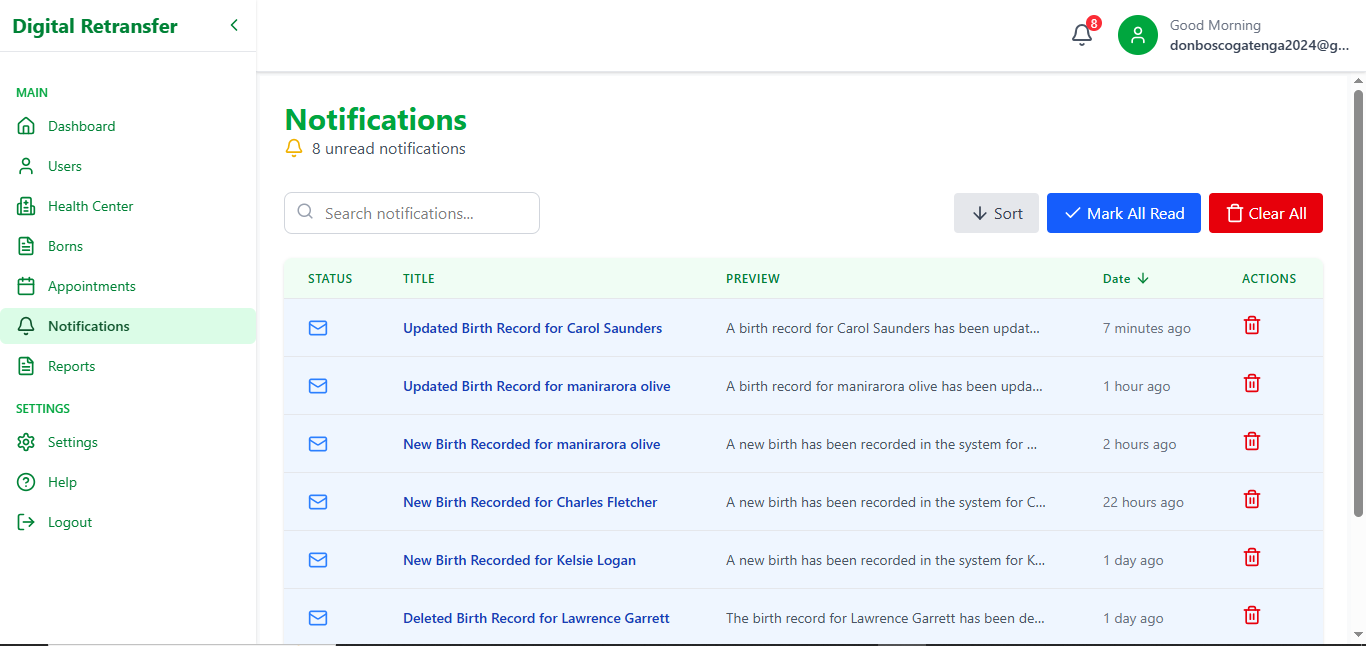 Digital Retransfer
8
Good Morning
donboscogatenga2024@g...
MAIN
Dashboard
Users
Health Center
Borns
Appointments
Notifications
Reports
SETTINGS
Settings
Help
Logout
Notifications
8 unread notifications
Search notifications...
Sort
Mark All Read
Clear All
STATUS TITLE PREVIEW Date ACTIONS
Updated Birth Record for Carol Saunders A birth record for Carol Saunders has been updat... 7 minutes ago
Updated Birth Record for manirarora olive A birth record for manirarora olive has been upda... 1 hour ago
New Birth Recorded for manirarora olive A new birth has been recorded in the system for ... 2 hours ago
New Birth Recorded for Charles Fletcher A new birth has been recorded in the system for C... 22 hours ago
New Birth Recorded for Kelsie Logan A new birth has been recorded in the system for K... 1 day ago
Deleted Birth Record for Lawrence Garrett The birth record for Lawrence Garrett has been de... 1 day ago